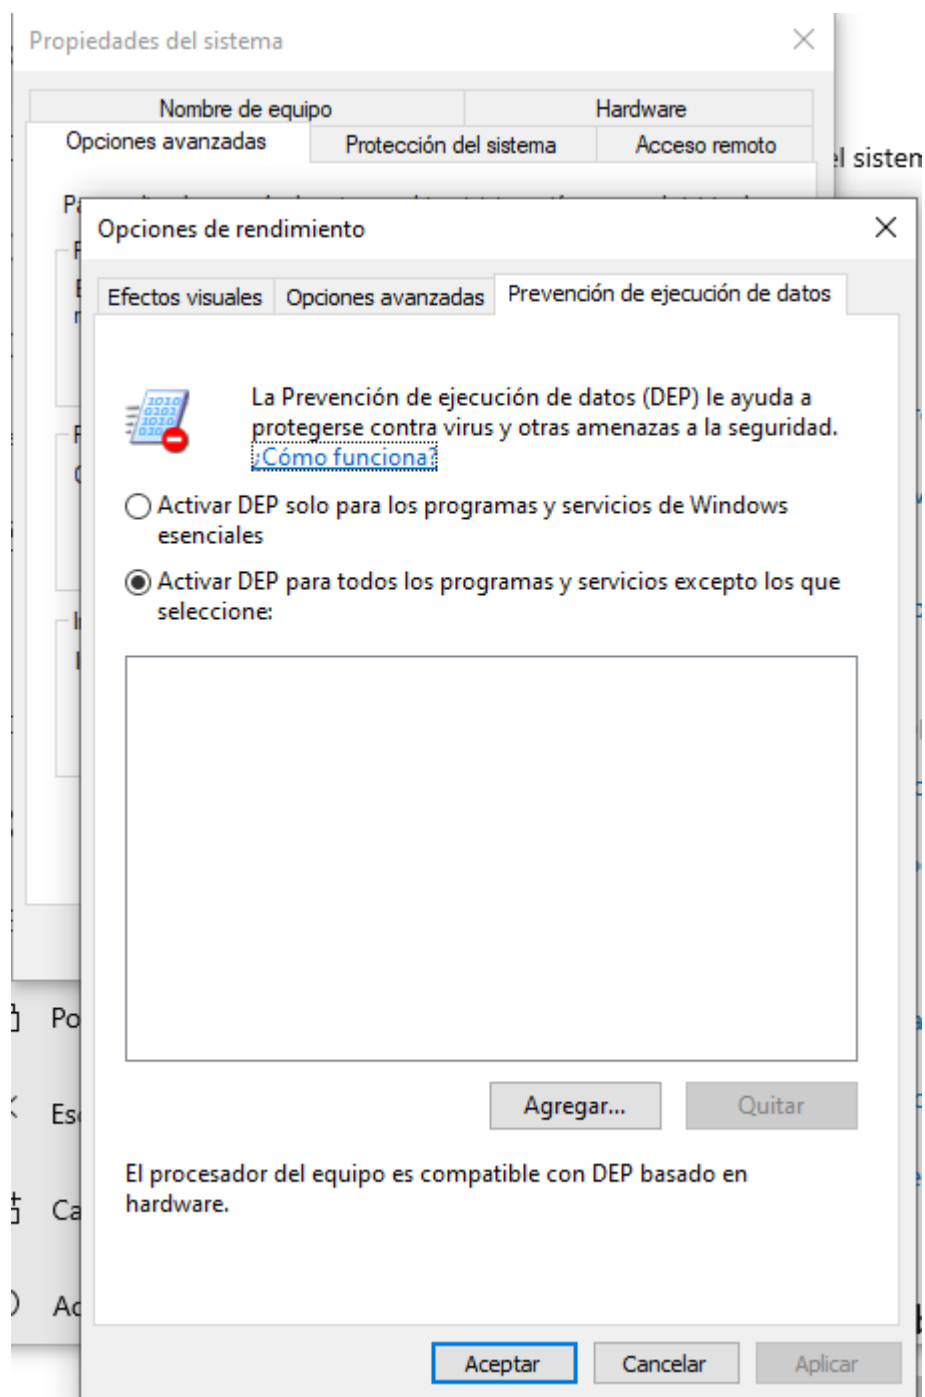 Propiedades del sistema
Nombre de equipo
Hardware
Opciones avanzadas
Protección del sistema
Acceso remoto
Opciones de rendimiento
Efectos visuales
Opciones avanzadas
Prevención de ejecución de datos
La Prevención de ejecución de datos (DEP) le ayuda a
protegerse contra virus y otras amenazas a la seguridad.
¿Cómo funciona?
Activar DEP solo para los programas y servicios de Windows
esenciales
Activar DEP para todos los programas y servicios excepto los que
seleccione:
Agregar...
Quitar
El procesador del equipo es compatible con DEP basado en
hardware.
Aceptar
Cancelar
Aplicar